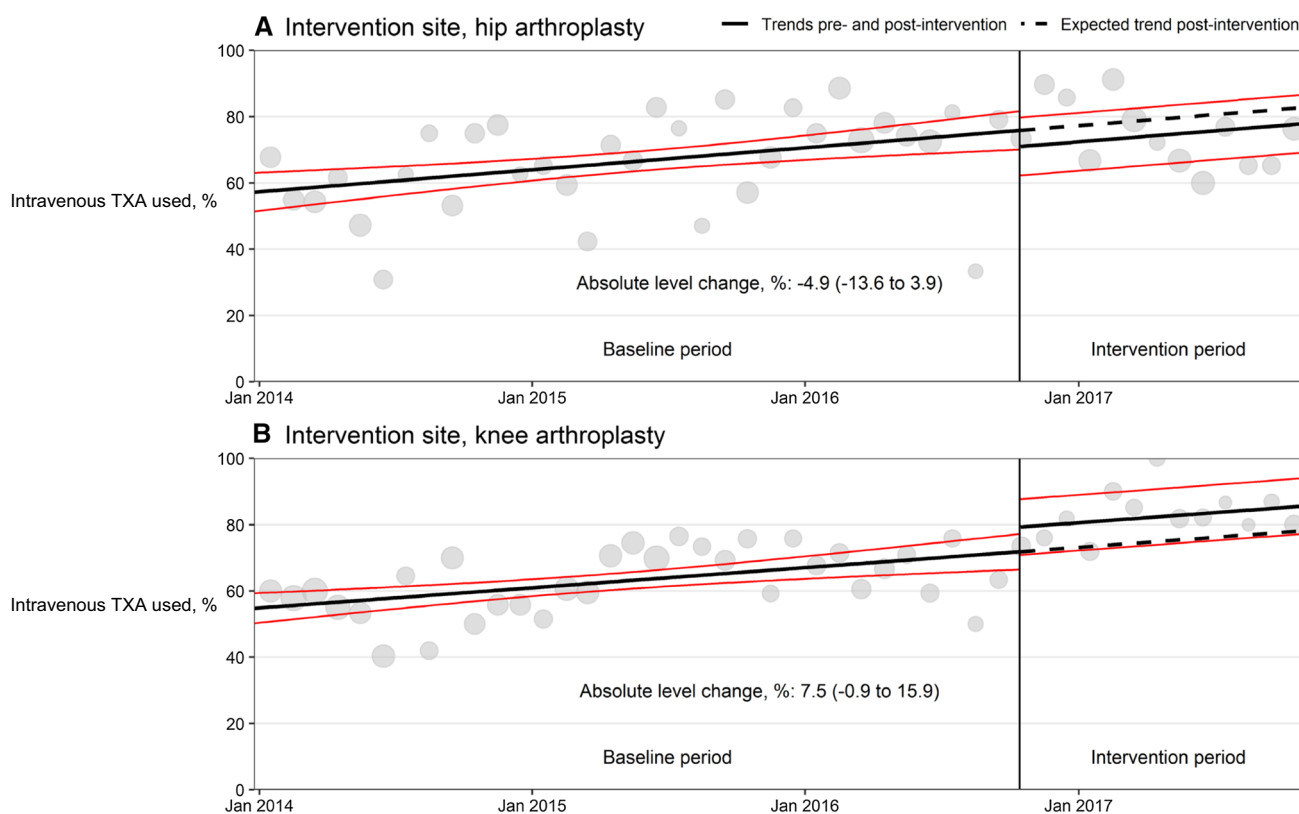 A Intervention site, hip arthroplasty
Trends pre- and post-intervention
Expected trend post-intervention
100
80
60
Intravenous TXA used, %
40
Absolute level change, %: -4.9 (-13.6 to 3.9)
20
Baseline period
Intervention period
0
Jan 2014
Jan 2015
Jan 2016
Jan 2017
B Intervention site, knee arthroplasty
100
80
60
Intravenous TXA used, %
40
Absolute level change, %: 7.5 (-0.9 to 15.9)
20
Baseline period
Intervention period
0
Jan 2014
Jan 2015
Jan 2016
Jan 2017